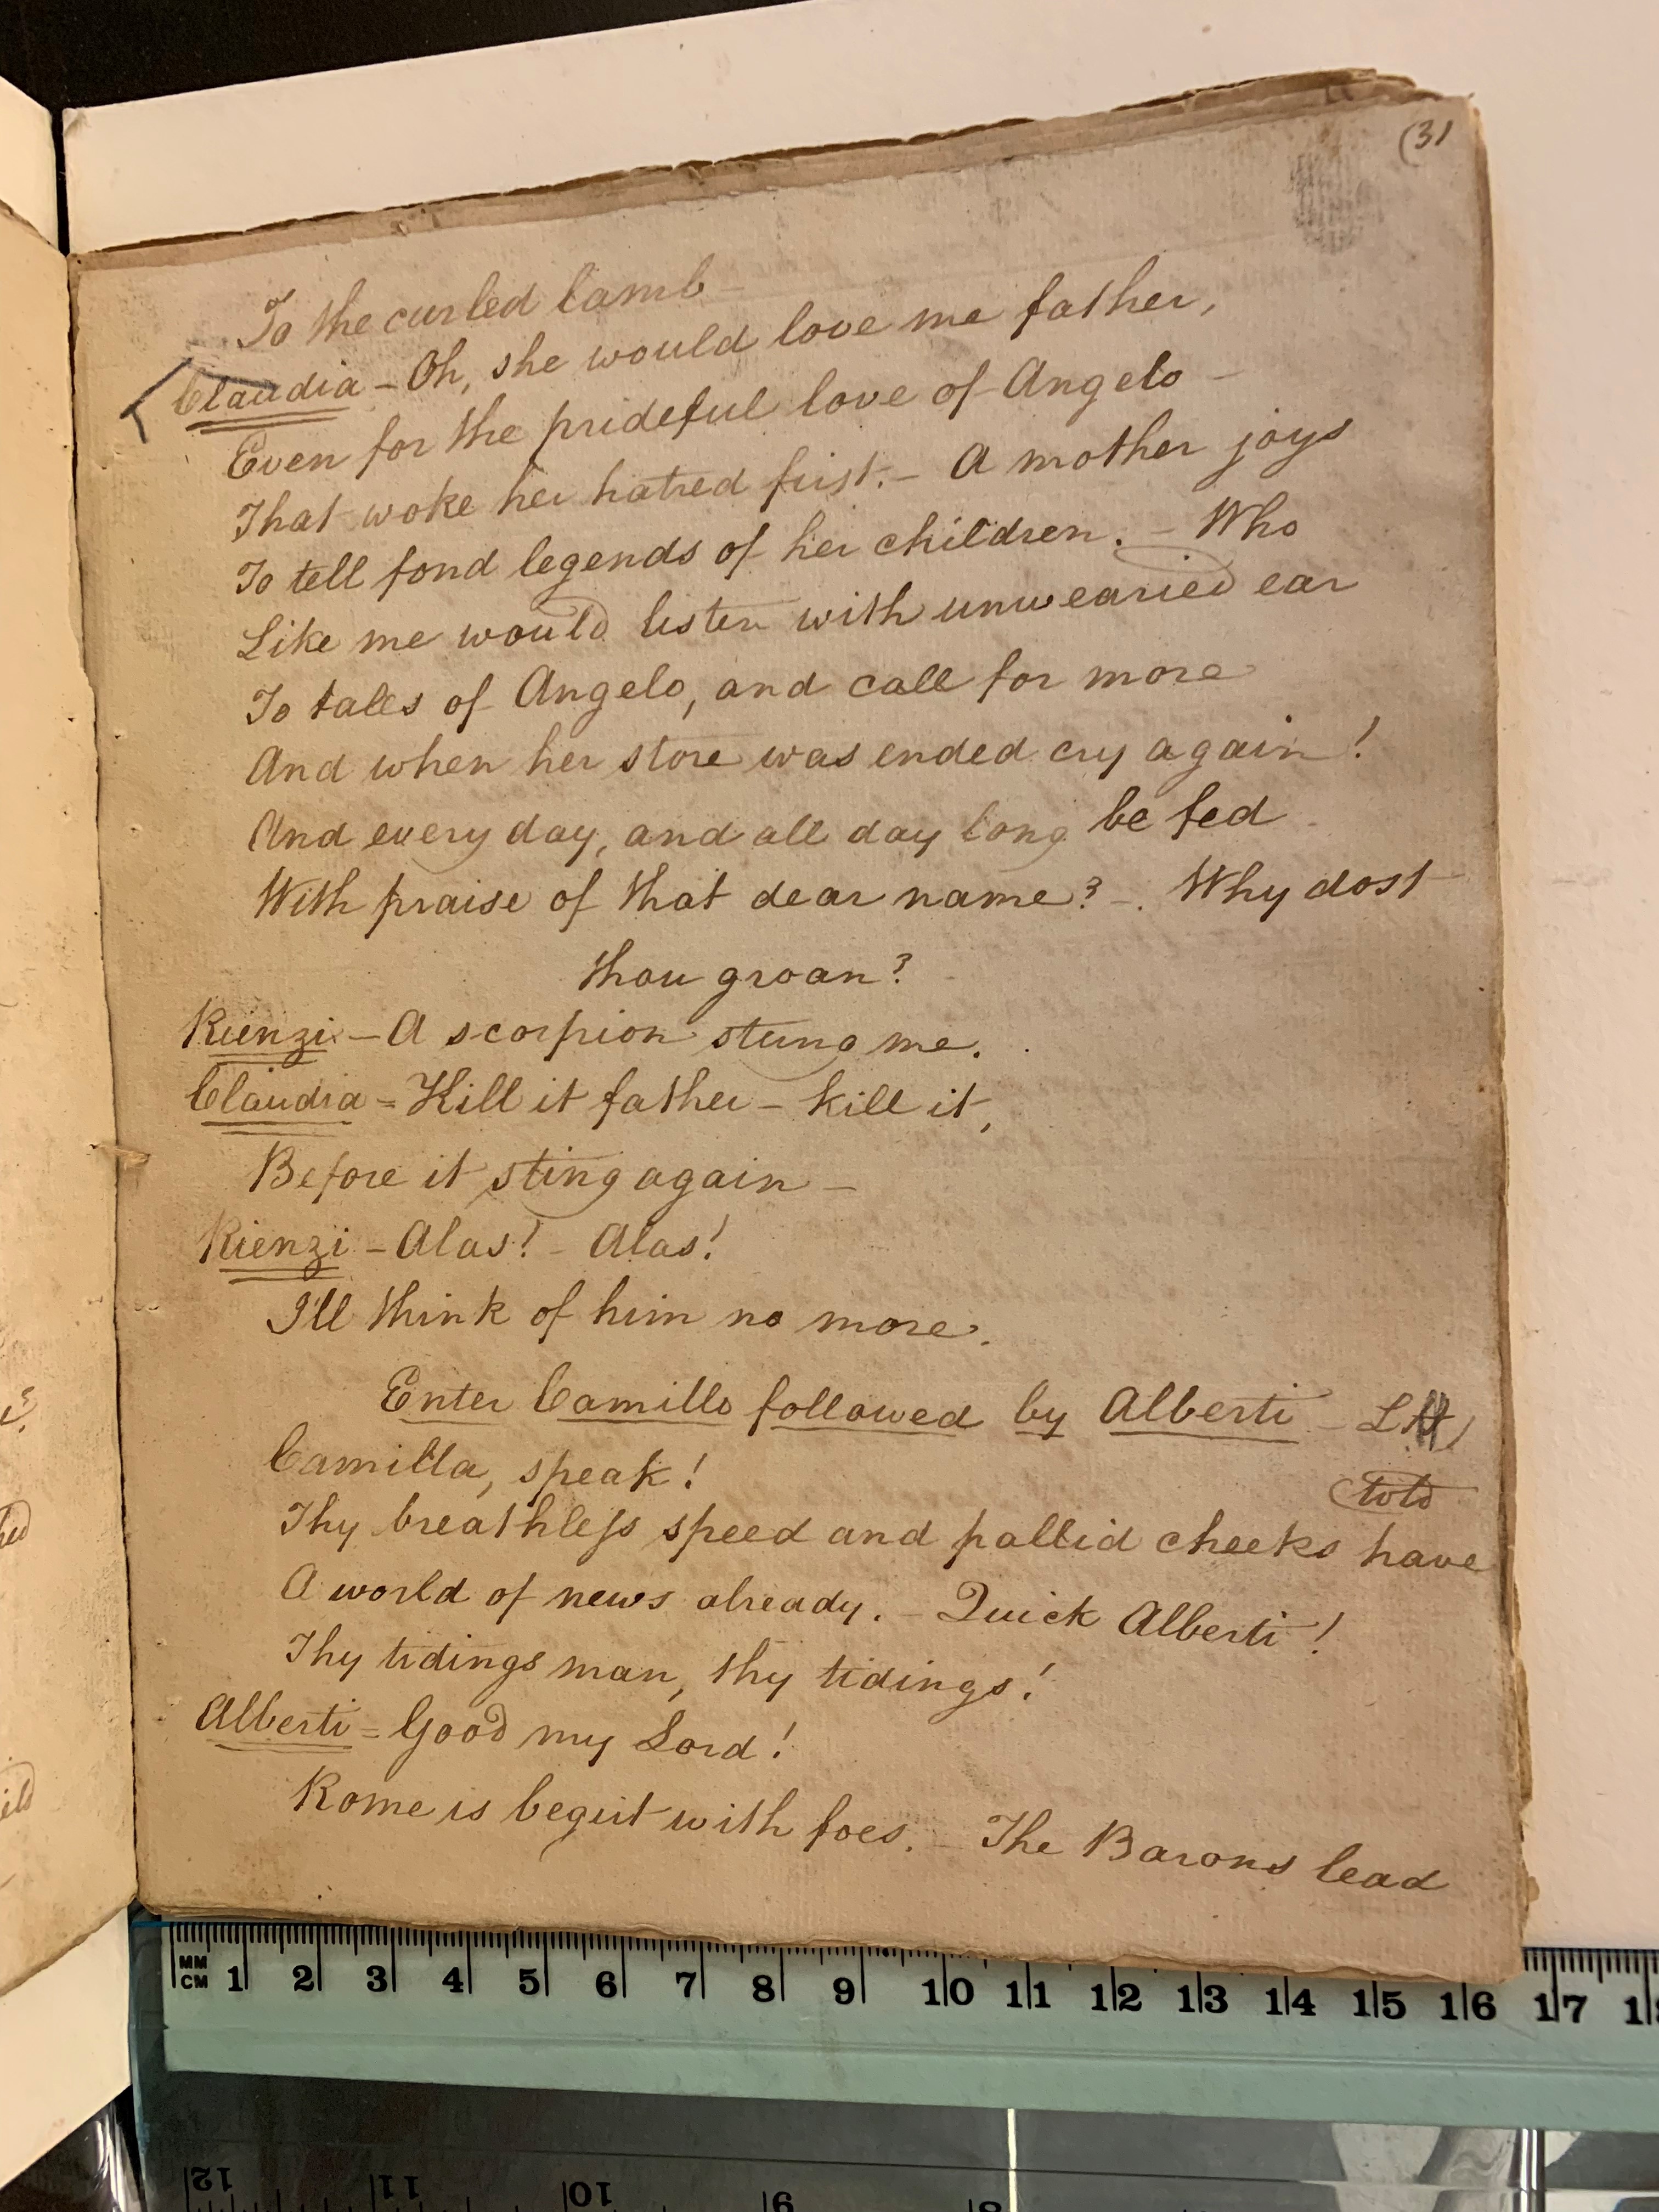 (31
To the curled lamb –
Claudia – Oh, she would love me father,
Even for the prideful love of Angelo –
That woke her hatred first. – A mother joys
To tell fond legends of her children. – Who
Like me would listen with unwearied ear
To tales of Angelo, and call for more
And when her store was ended cry again!
And every day, and all day long be fed
With praise of that dear name? – Why dost
thou groan?
Rienzi – A scorpion stung me.
Claudia = Kill it father – kill it,
Before it sting again –
Rienzi – Alas! – Alas!
I'll think of him no more.
Enter Camillo followed by Alberti –
Camilla, speak!
told
Thy breathless speed and pallid cheeks have
A world of news already. – Quick Alberti!
Thy tidings man, thy tidings!
Alberti = Good my Lord!
Rome is begirt with foes. – The Barons lead
MM
CM 1 2 3 4 5 6 7 8 9 10 11 12 13 14 15 16 17
12 11 10 9 8